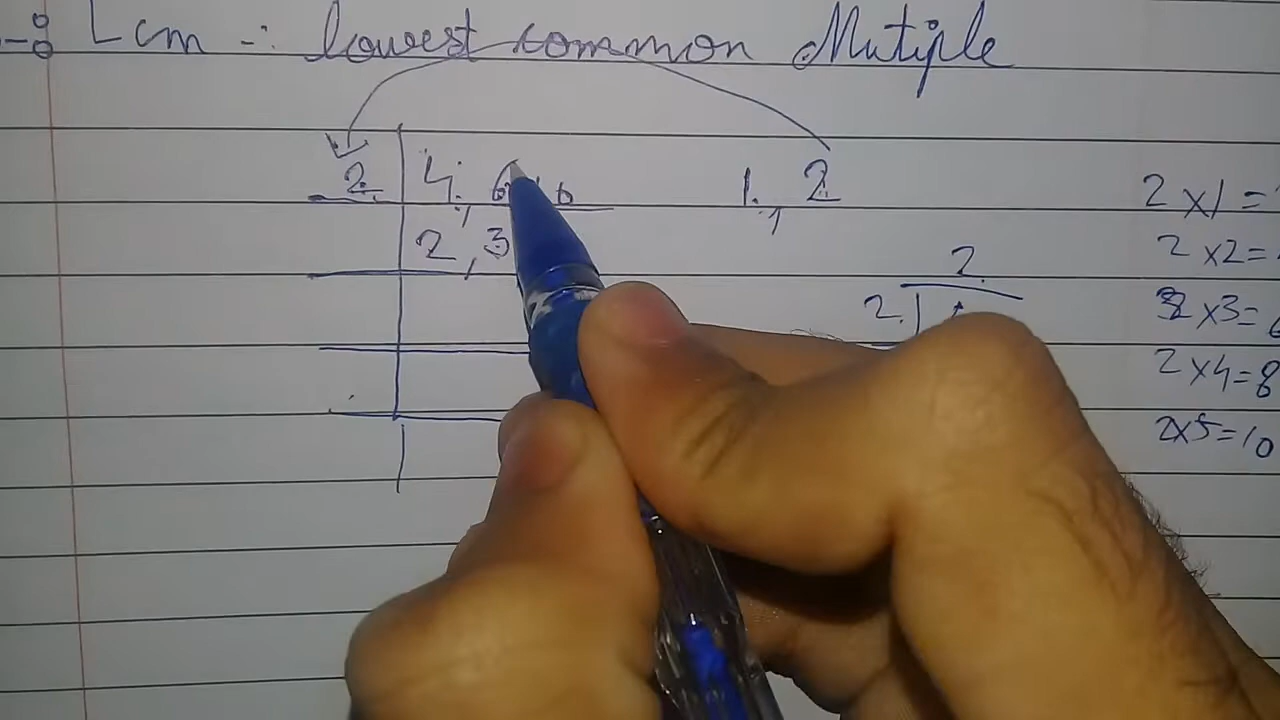 Lcm -: lowest common Mutiple
2 4, 6 1, 2 2 x1 =
2, 3 2 2 x2=
2 2 x3=
2 x4=8
2x5=10